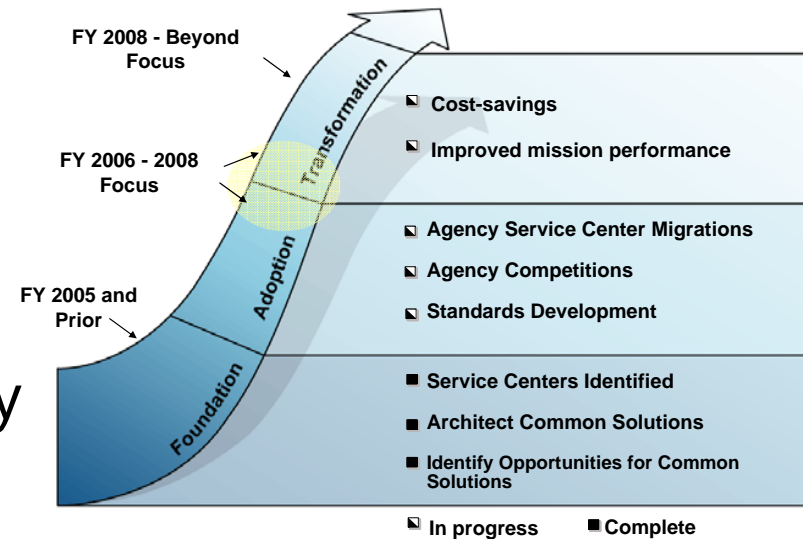 FY 2008 - Beyond
Focus
FY 2006 - 2008
Focus
FY 2005 and
Prior
Transformation
Adoption
Foundation
Cost-savings
Improved mission performance
Agency Service Center Migrations
Agency Competitions
Standards Development
Service Centers Identified
Architect Common Solutions
Identify Opportunities for Common
Solutions
In progress
Complete
y